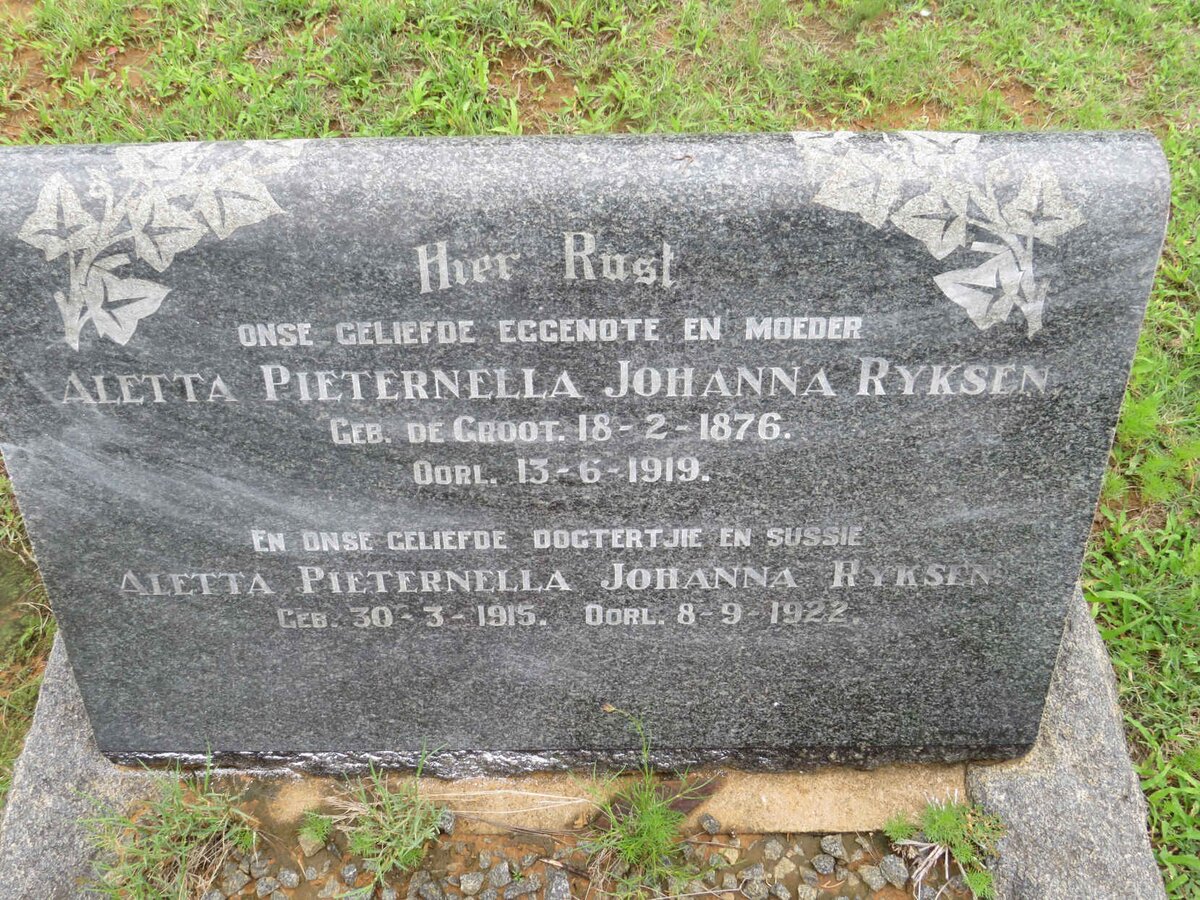 Hier Rust
ONSE GELIEFDE EGGENOTE EN MOEDER
ALETTA PIETERNELLA JOHANNA RYKSEN
GEB. DE GROOT. 18-2-1876.
OORL. 13-6-1919.
EN ONSE GELIEFDE DOGTERTJIE EN SUSSIE
ALETTA PIETERNELLA JOHANNA RYKSEN
GEB. 30-3-1915. OORL. 8-9-1922.